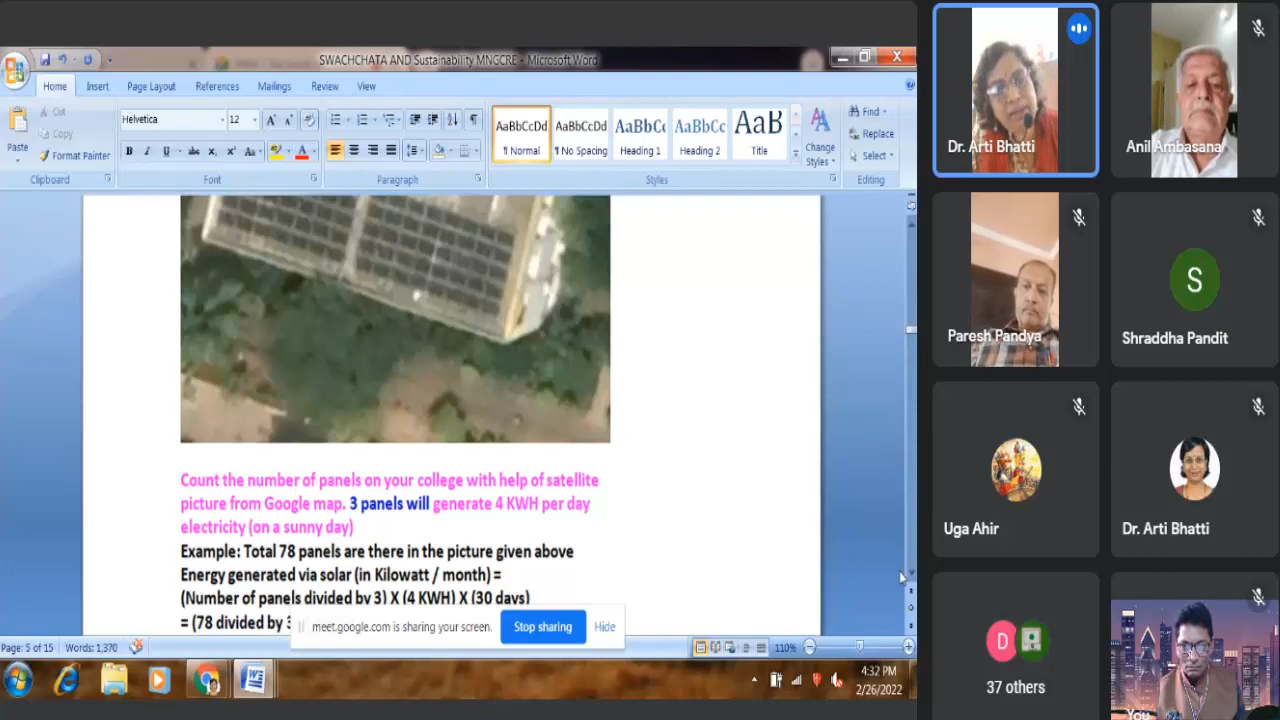 SWACHCHATA AND Sustainability MNGCRE - Microsoft Word
Home Insert Page Layout References Mailings Review View
Paste
Cut
Copy
Format Painter
Clipboard
Helvetica 12
Font
Paragraph
AaBbCcDd AaBbCcDd AaBbCc AaBbCc AaB
¶ Normal ¶ No Spacing Heading 1 Heading 2 Title
Change
Styles
Styles
Find
Replace
Select
Editing
Count the number of panels on your college with help of satellite
picture from Google map. 3 panels will generate 4 KWH per day
electricity (on a sunny day)
Example: Total 78 panels are there in the picture given above
Energy generated via solar (in Kilowatt / month) =
(Number of panels divided by 3) X (4 KWH) X (30 days)
= (78 divided by 3
meet.google.com is sharing your screen. Stop sharing Hide
Page: 5 of 15 Words: 1,370 110%
4:32 PM
2/26/2022
Dr. Arti Bhatti
Anil Ambasana
Paresh Pandya
S
Shraddha Pandit
Uga Ahir
Dr. Arti Bhatti
D
37 others
You